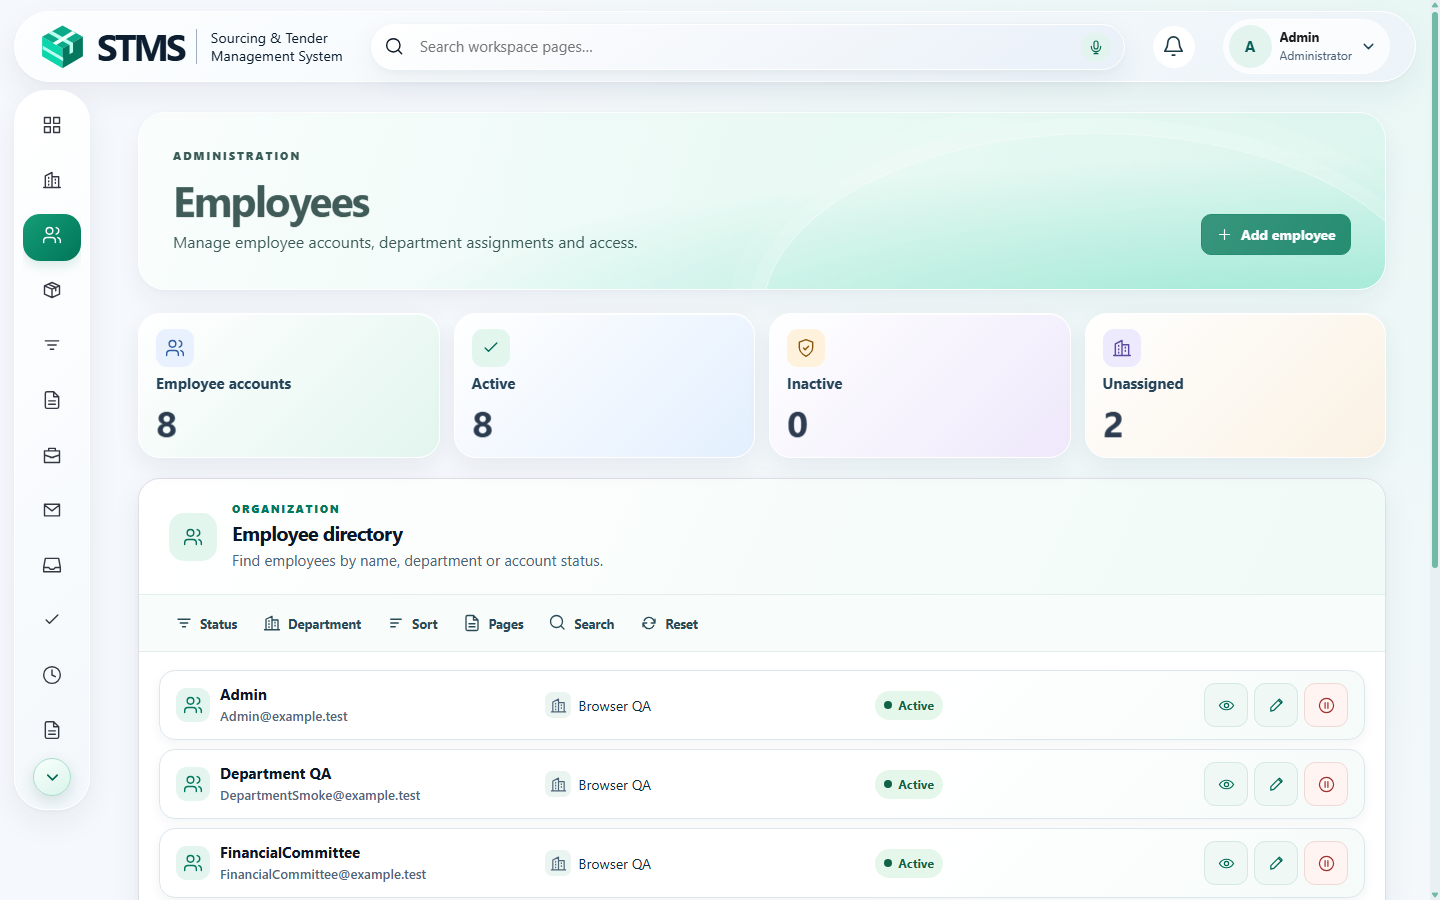 STMS
Sourcing & Tender
Management System
Search workspace pages...
A
Admin
Administrator
ADMINISTRATION
Employees
Manage employee accounts, department assignments and access.
Add employee
Employee accounts
8
Active
8
Inactive
0
Unassigned
2
ORGANIZATION
Employee directory
Find employees by name, department or account status.
Status
Department
Sort
Pages
Search
Reset
Admin
Admin@example.test
Browser QA
Active
Department QA
DepartmentSmoke@example.test
Browser QA
Active
FinancialCommittee
FinancialCommittee@example.test
Browser QA
Active